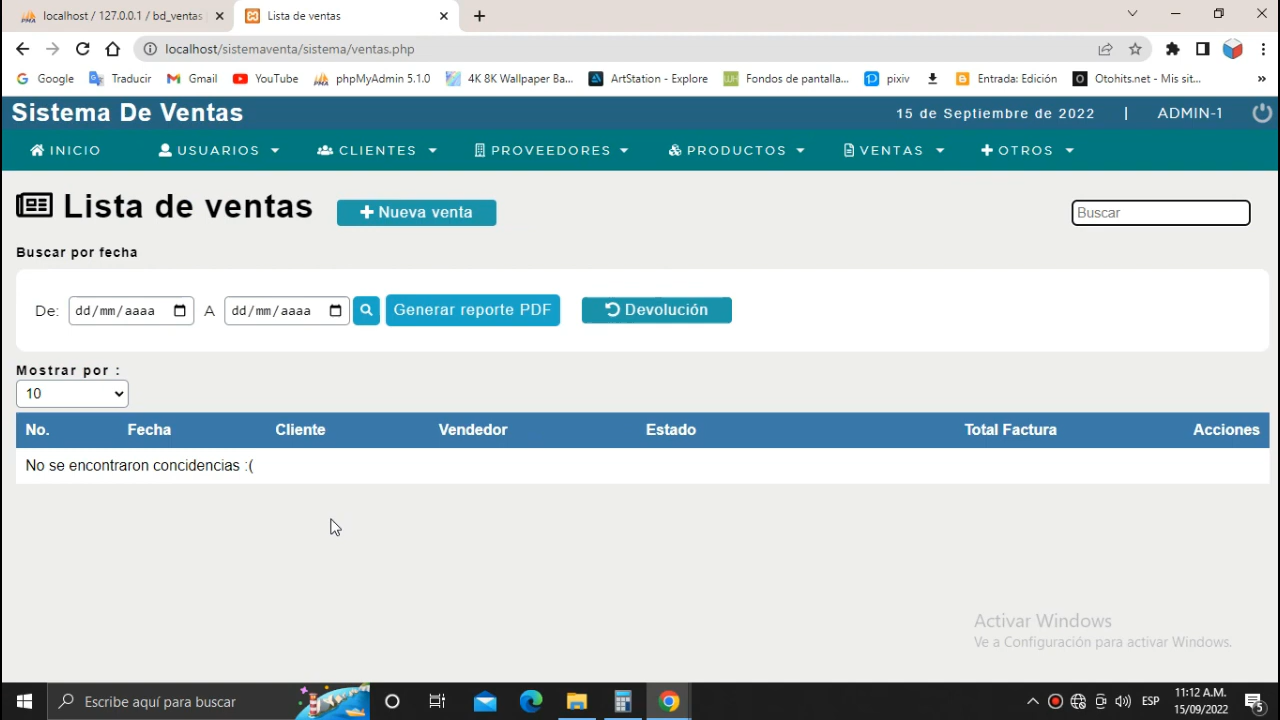 localhost / 127.0.0.1 / bd_ventas
Lista de ventas
localhost/sistemaventa/sistema/ventas.php
Google Traducir Gmail YouTube phpMyAdmin 5.1.0 4K 8K Wallpaper Ba... ArtStation - Explore Fondos de pantalla... pixiv Entrada: Edición Otohits.net - Mis sit... »
Sistema De Ventas
15 de Septiembre de 2022 | ADMIN-1
INICIO USUARIOS CLIENTES PROVEEDORES PRODUCTOS VENTAS OTROS
Lista de ventas
Nueva venta
Buscar
Buscar por fecha
De: dd/mm/aaaa A dd/mm/aaaa Generar reporte PDF Devolución
Mostrar por :
10
No. Fecha Cliente Vendedor Estado Total Factura Acciones
No se encontraron concidencias :(
Activar Windows
Ve a Configuración para activar Windows.
Escribe aquí para buscar
ESP
11:12 A.M.
15/09/2022
5